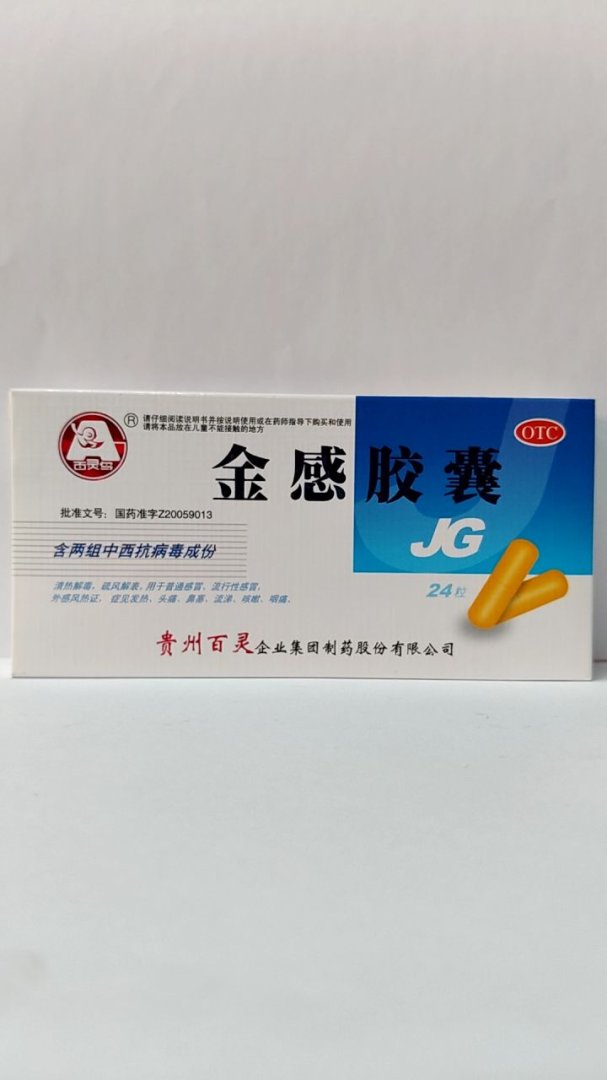 百灵鸟
®
请仔细阅读说明书并按说明使用或在药师指导下购买和使用
请将本品放在儿童不能接触的地方
OTC
金感胶囊
批准文号：国药准字Z20059013
JG
含两组中西抗病毒成份
清热解毒，疏风解表。用于普通感冒，流行性感冒，
外感风热证，症见发热、头痛、鼻塞、流涕、咳嗽、咽痛。
24粒
贵州百灵企业集团制药股份有限公司